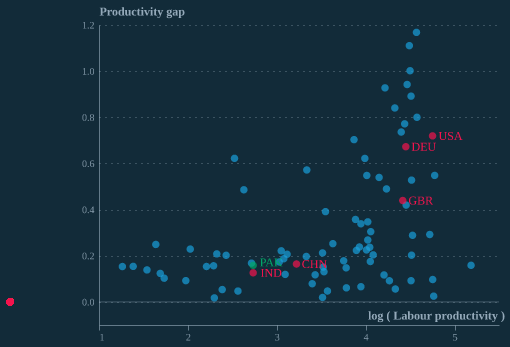 Productivity gap
1.2
1.0
0.8
0.6
0.4
0.2
0.0
USA
DEU
GBR
PAK
CHN
IND
log ( Labour productivity )
1 2 3 4 5